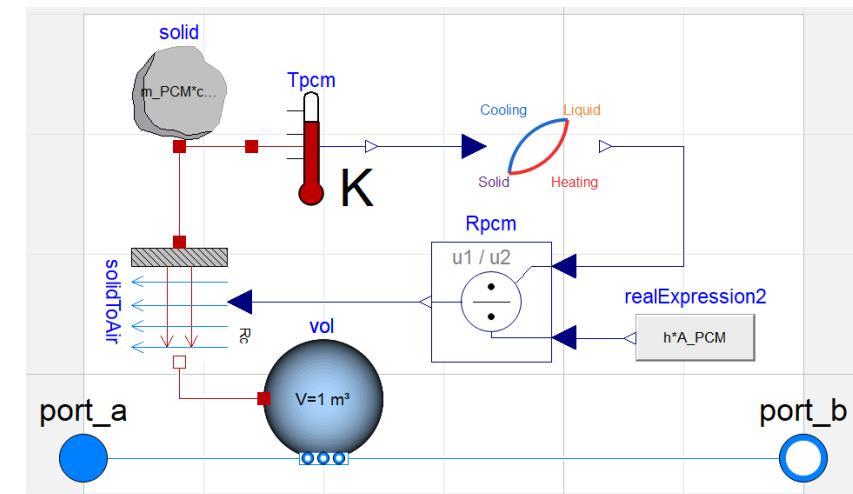 solid
m_PCM*c...
Tpcm
K
Cooling
Liquid
Solid
Heating
Rpcm
u1 / u2
solidToAir
Rc
realExpression2
h*A_PCM
vol
V=1 m³
port_a
port_b